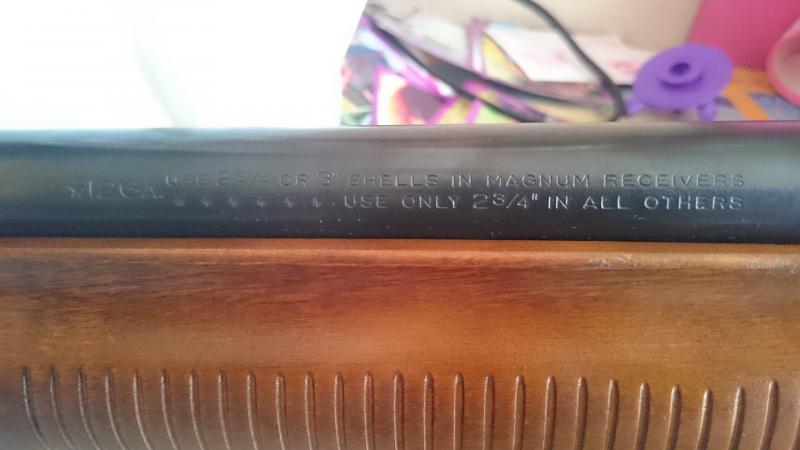 *12GA. USE 2 3/4 OR 3" SHELLS IN MAGNUM RECEIVERS
USE ONLY 2 3/4" IN ALL OTHERS